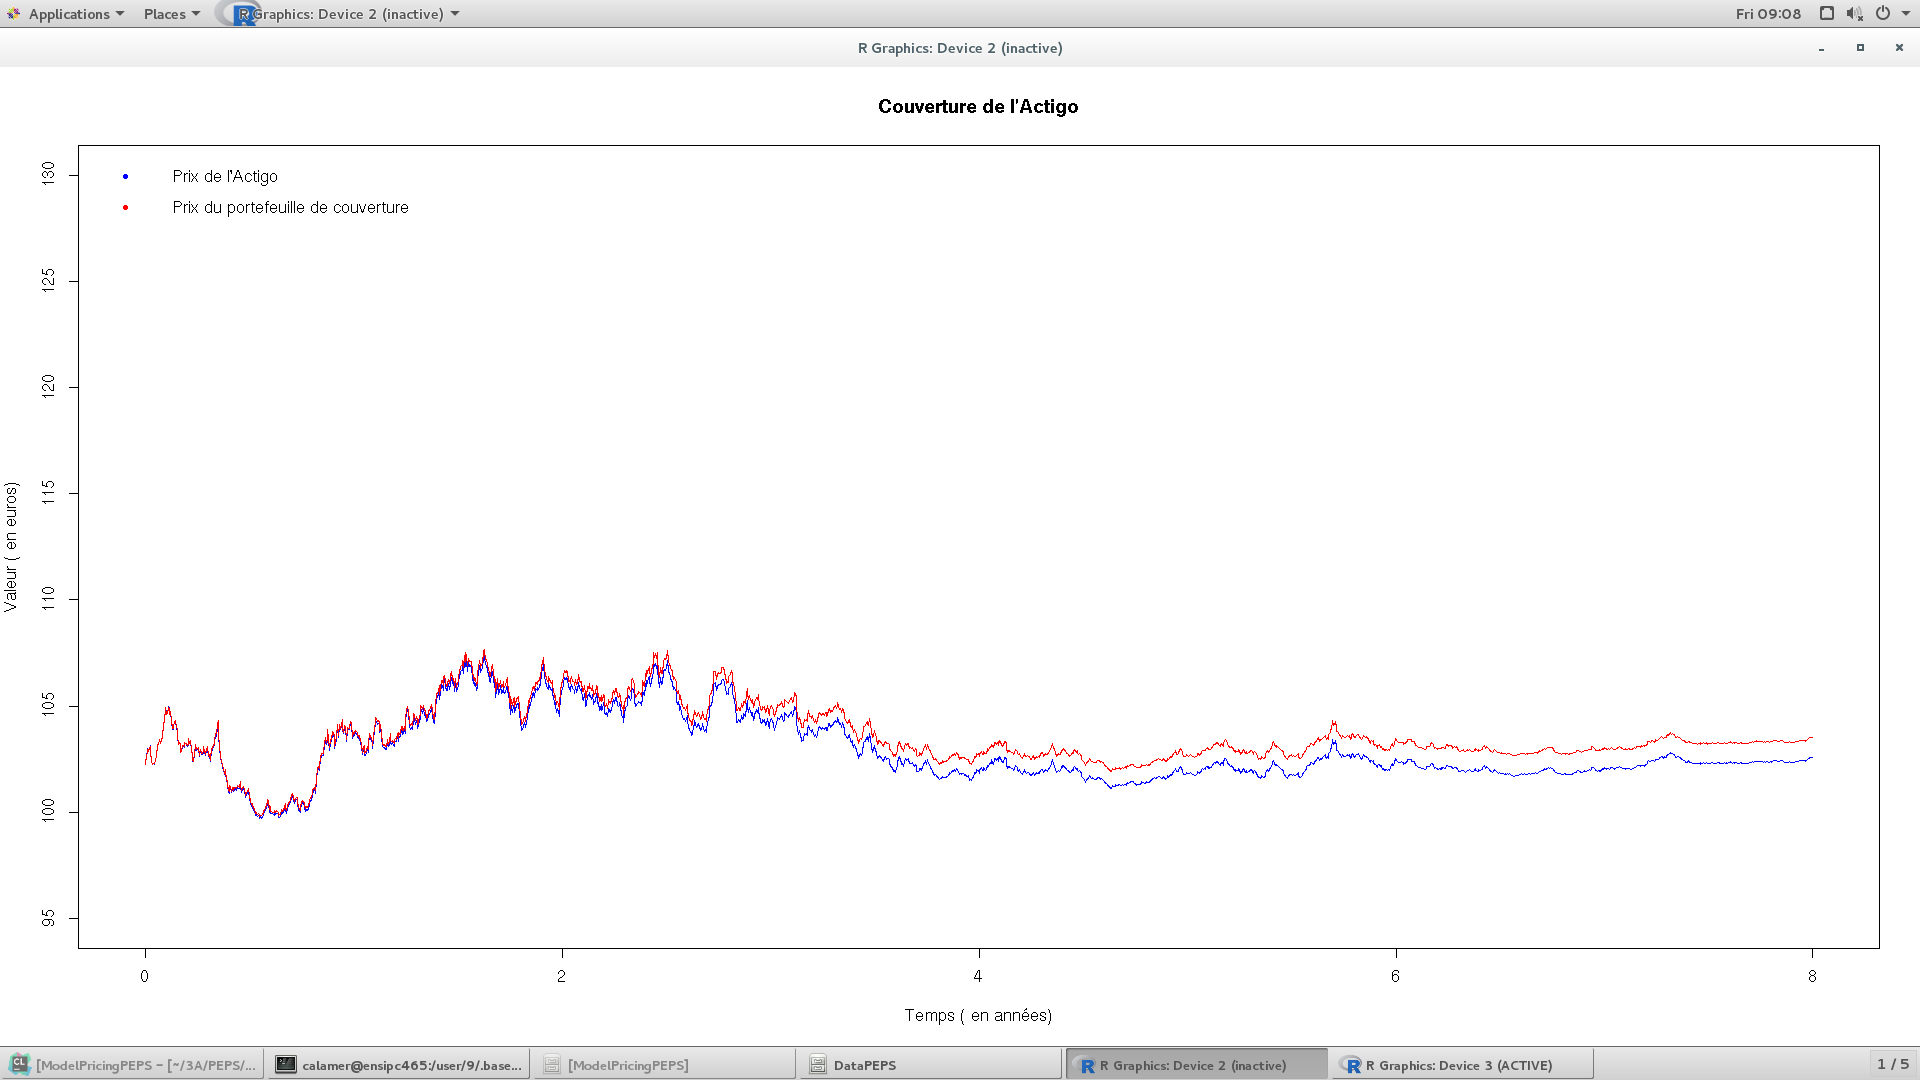 Applications Places R Graphics: Device 2 (inactive) Fri 09:08
R Graphics: Device 2 (inactive)
Couverture de l'Actigo
Prix de l'Actigo
Prix du portefeuille de couverture
130
125
120
115
110
105
100
95
Valeur ( en euros)
0 2 4 6 8
Temps ( en années)
[ModelPricingPEPS - [~/3A/PEPS/... calamer@ensipc465:/user/9/.base... [ModelPricingPEPS] DataPEPS R Graphics: Device 2 (inactive) R Graphics: Device 3 (ACTIVE) 1 / 5